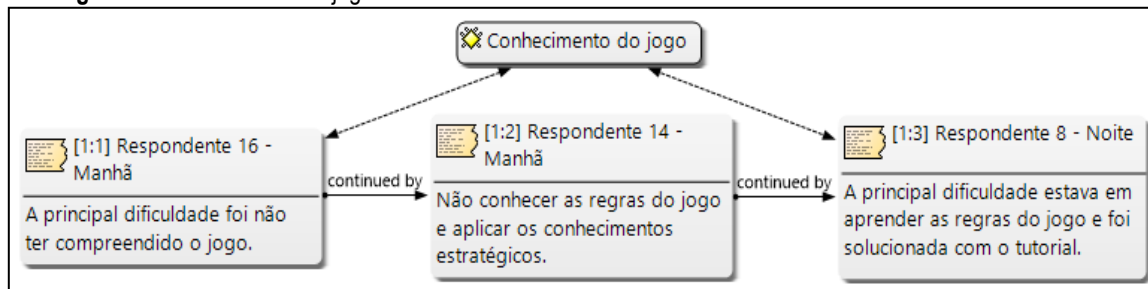 Conhecimento do jogo
[1:1] Respondente 16 -
Manhã
A principal dificuldade foi não
ter compreendido o jogo.
continued by
[1:2] Respondente 14 -
Manhã
Não conhecer as regras do jogo
e aplicar os conhecimentos
estratégicos.
continued by
[1:3] Respondente 8 - Noite
A principal dificuldade estava em
aprender as regras do jogo e foi
solucionada com o tutorial.